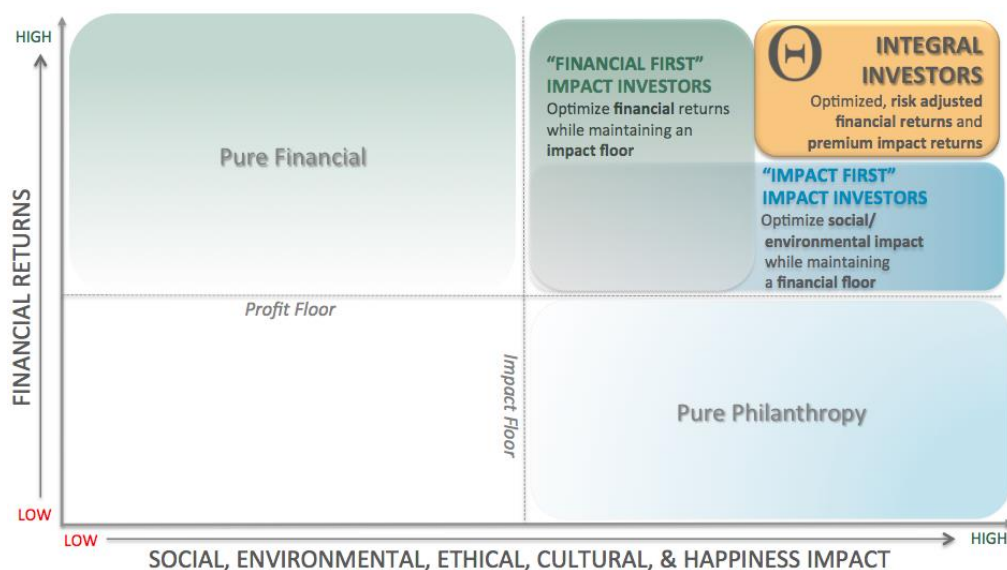 HIGH
FINANCIAL RETURNS
LOW
Pure Financial
"FINANCIAL FIRST"
IMPACT INVESTORS
Optimize financial returns
while maintaining an
impact floor
INTEGRAL
INVESTORS
Optimized, risk adjusted
financial returns and
premium impact returns
"IMPACT FIRST"
IMPACT INVESTORS
Optimize social/
environmental impact
while maintaining
a financial floor
Profit Floor
Impact Floor
Pure Philanthropy
LOW
HIGH
SOCIAL, ENVIRONMENTAL, ETHICAL, CULTURAL, & HAPPINESS IMPACT